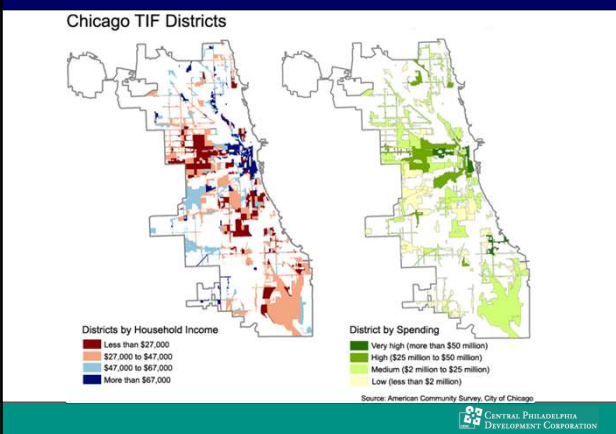 Chicago TIF Districts
Districts by Household Income
Less than $27,000
$27,000 to $47,000
$47,000 to $67,000
More than $67,000
District by Spending
Very high (more than $50 million)
High ($25 million to $50 million)
Medium ($2 million to $25 million)
Low (less than $2 million)
Source: American Community Survey, City of Chicago
CENTRAL PHILADELPHIA
DEVELOPMENT CORPORATION